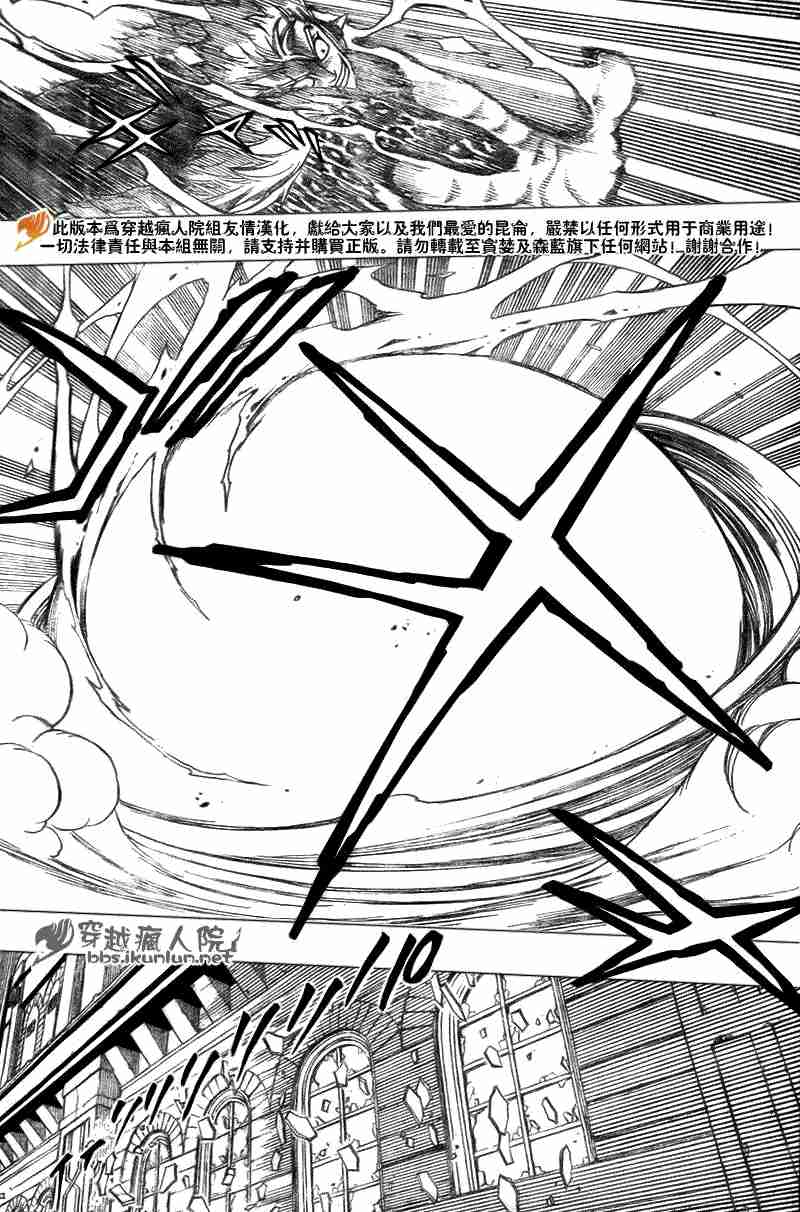 此版本爲穿越瘋人院組友情漢化，獻給大家以及我們最愛的昆侖，嚴禁以任何形式用于商業用途！
一切法律責任與本組無關，請支持并購買正版。請勿轉載至貪婪及森藍旗下任何網站！謝謝合作！
穿越瘋人院
bbs.ikunlun.net